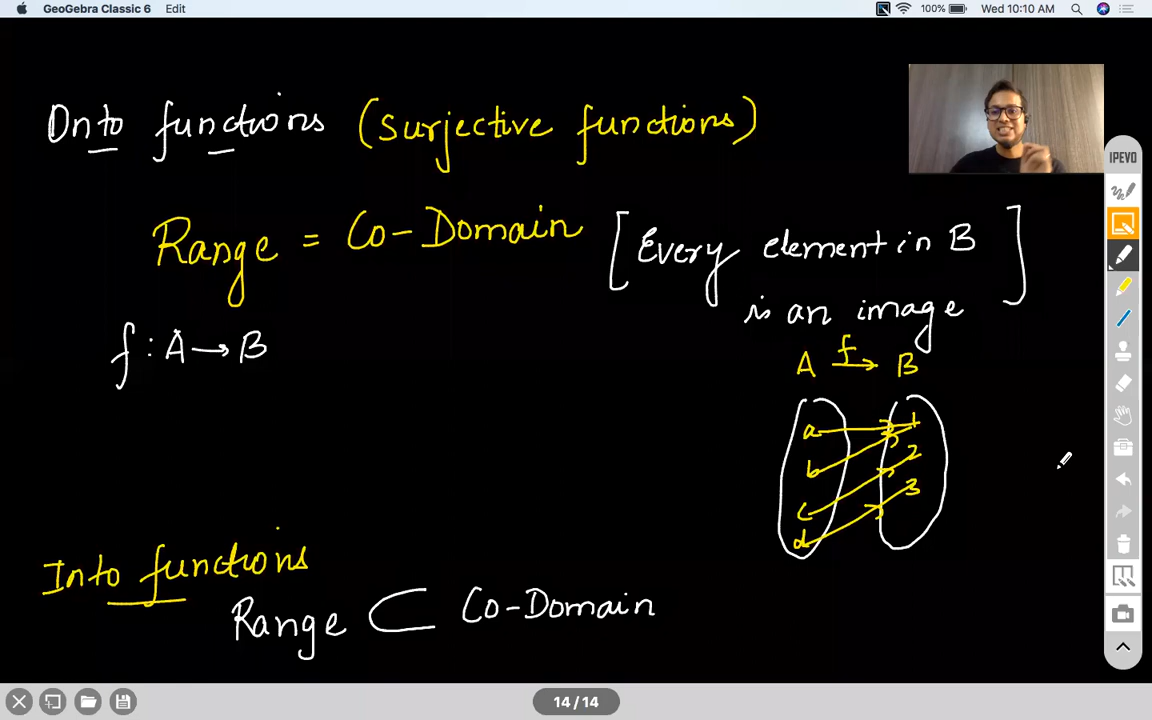 GeoGebra Classic 6 Edit 100% Wed 10:10 AM
Onto functions (surjective functions)
IPEVO
Range = Co-Domain [Every element in B
is an image]
f : A → B
A f→ B
a 1
b 2
c 3
d
Into functions
Range ⊂ Co-Domain
14 / 14